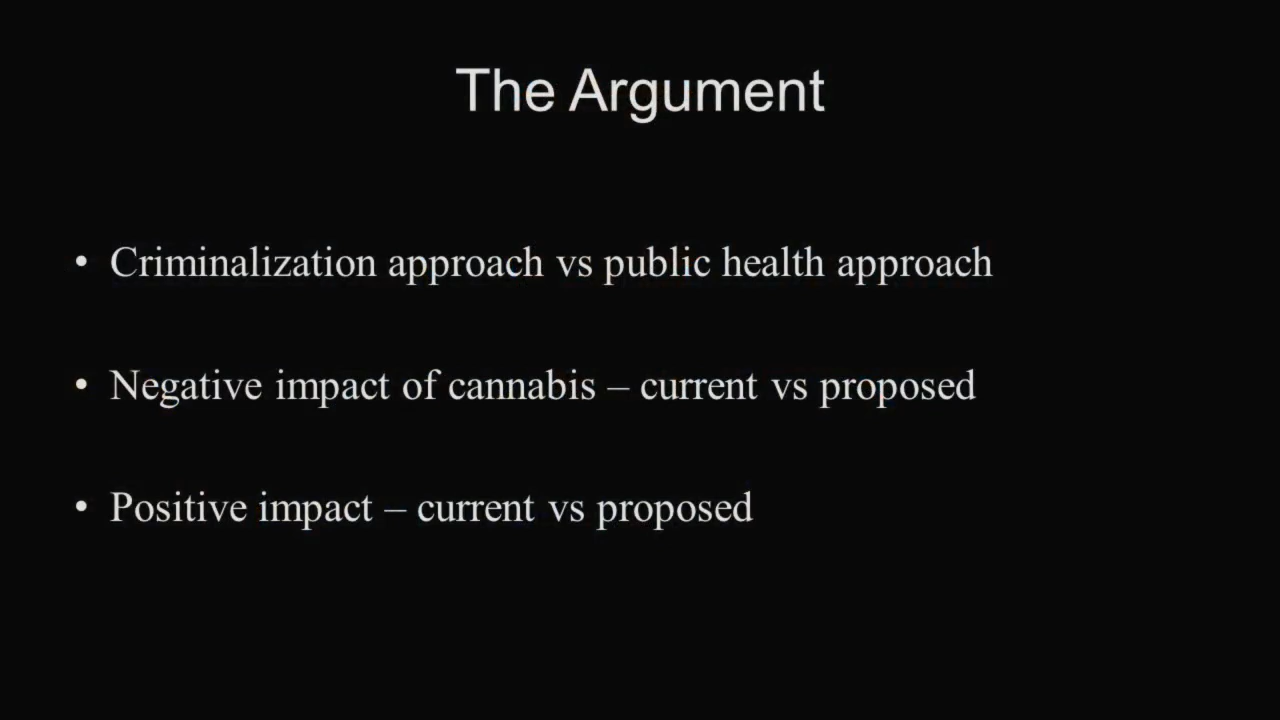 The Argument
• Criminalization approach vs public health approach
• Negative impact of cannabis – current vs proposed
• Positive impact – current vs proposed